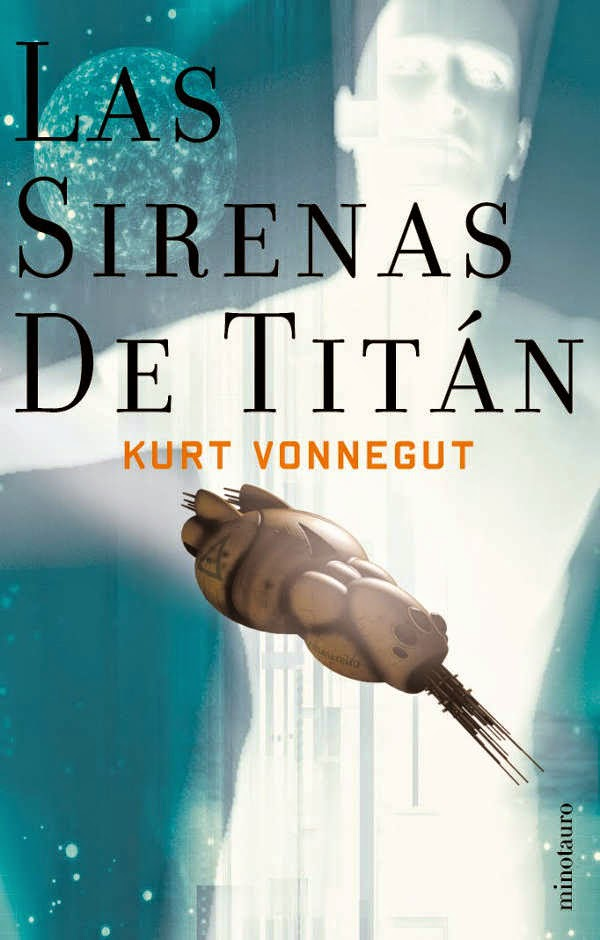 LAS
SIRENAS
DE TITÁN
KURT VONNEGUT
minotauro